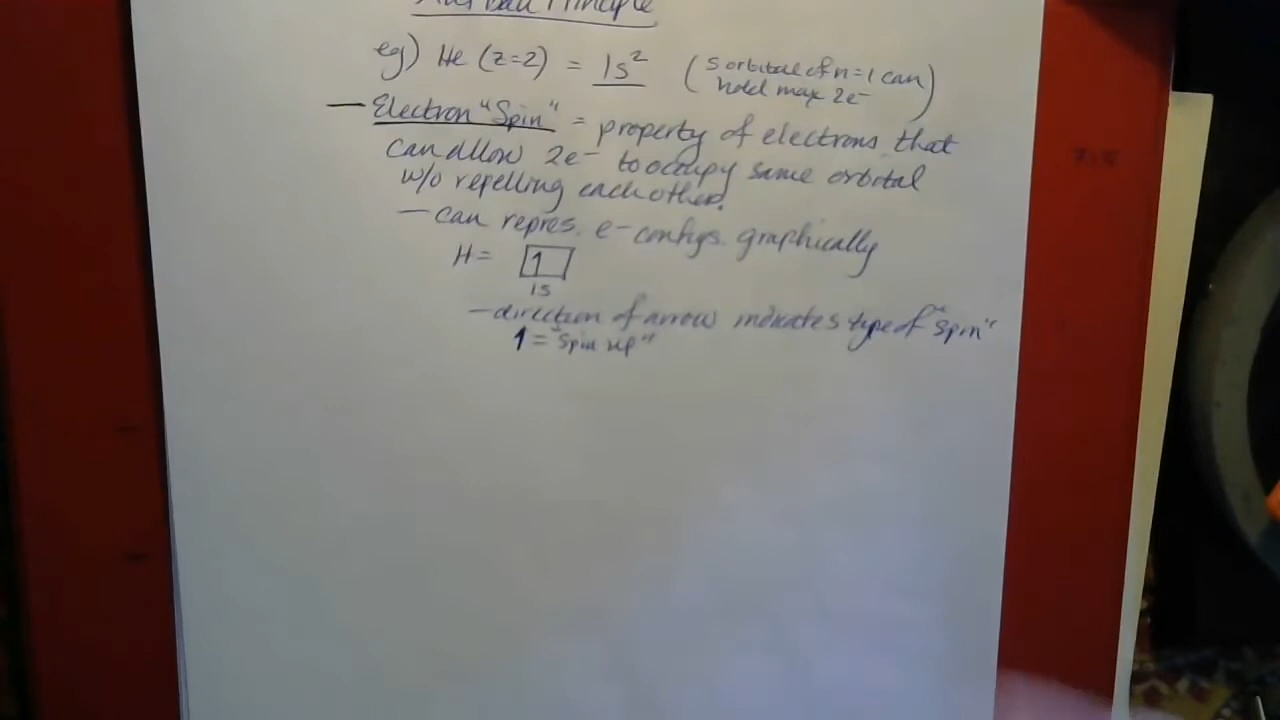 Principle
eg) He (z=2) = 1s² (s orbital of n=1 can hold max 2e⁻)
— Electron "Spin" = property of electrons that
can allow 2e⁻ to occupy same orbital
w/o repelling each other.
— can repres. e- configs. graphically
H = 1
1s
— direction of arrow indicates type of "spin"
1 = "spin up"